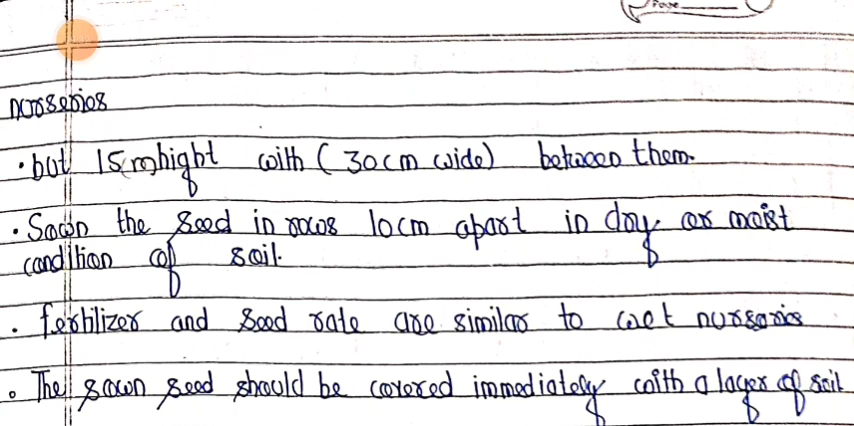 Page
nurseries
• but 15cm hight with (30cm wide) between them.
• Sown the seed in rows 10cm apart in dry or moist
condition of soil.
• fertilizer and seed rate are similar to wet nurseries
• The sown seed should be covered immediately with a layer of soil